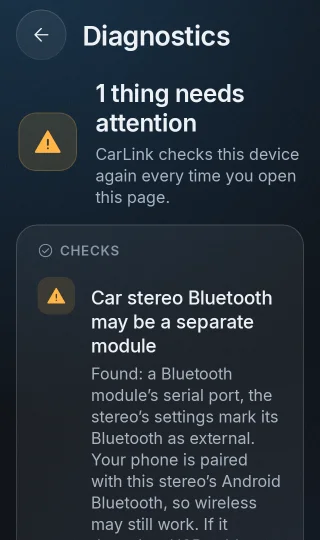 Diagnostics
1 thing needs
attention
CarLink checks this device
again every time you open
this page.
CHECKS
Car stereo Bluetooth
may be a separate
module
Found: a Bluetooth
module’s serial port, the
stereo’s settings mark its
Bluetooth as external.
Your phone is paired
with this stereo’s Android
Bluetooth, so wireless
may still work. If it